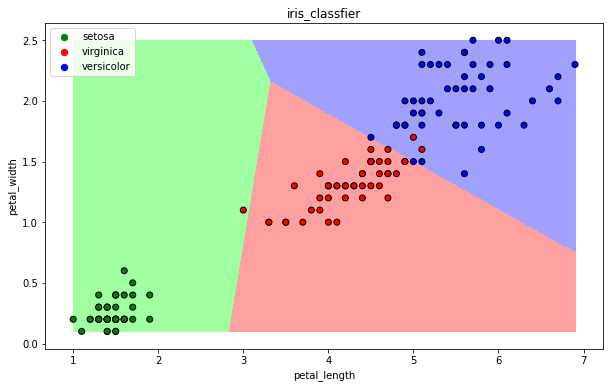 iris_classfier
setosa
virginica
versicolor
2.5
2.0
1.5
1.0
0.5
0.0
petal_width
1
2
3
4
5
6
7
petal_length